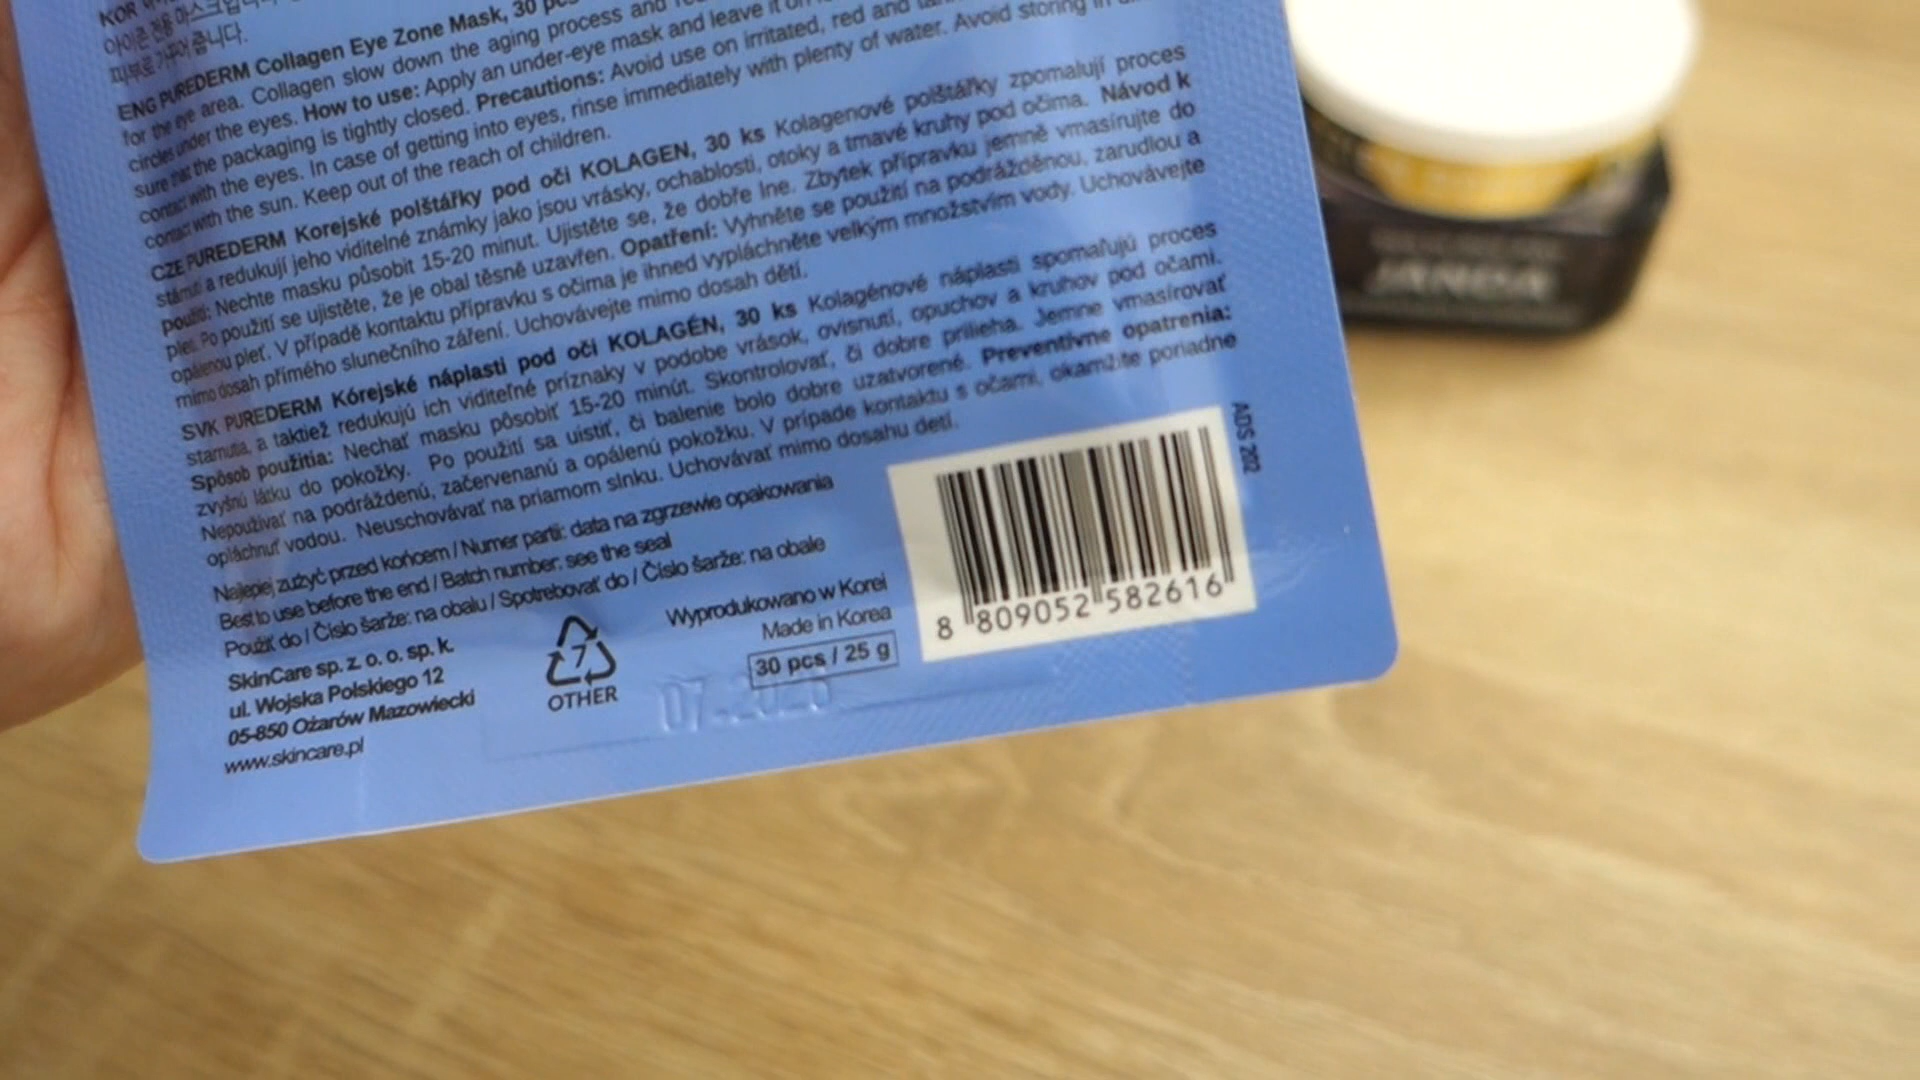 KOR
아이존 전용 마스크입니다
피부로 가꾸어 줍니다.
ENG PUREDERM Collagen Eye Zone Mask, 30 pcs
for the eye area. Collagen slow down the aging process and
circles under the eyes. How to use: Apply an under-eye mask and leave it on
sure that the packaging is tightly closed. Precautions: Avoid use on irritated, red and
contact with the eyes. In case of getting into eyes, rinse immediately with plenty of water. Avoid storing in
contact with the sun. Keep out of the reach of children.
CZE PUREDERM Korejské polštářky pod oči KOLAGEN, 30 ks Kolagenové polštářky zpomalují proces
stárnutí a redukují jeho viditelné známky jako jsou vrásky, ochablosti, otoky a tmavé kruhy pod očima. Návod k
použití: Nechte masku působit 15-20 minut. Ujistěte se, že dobře lne. Zbytek přípravku jemně vmasírujte do
pleti. Po použití se ujistěte, že je obal těsně uzavřen. Opatření: Vyhněte se použití na podrážděnou, zarudlou a
opálenou pleť. V případě kontaktu přípravku s očima je ihned vypláchněte velkým množstvím vody. Uchovávejte
mimo dosah přímého slunečního záření. Uchovávejte mimo dosah dětí.
SVK PUREDERM Kórejské náplasti pod oči KOLAGÉN, 30 ks Kolagénové náplasti spomaľujú proces
starnutia, a taktiež redukujú ich viditeľné príznaky v podobe vrások, ovisnutí, opuchov a kruhov pod očami.
Spôsob použitia: Nechať masku pôsobiť 15-20 minút. Skontrolovať, či dobre prilieha. Jemne vmasírovať
zvyšnú látku do pokožky. Po použití sa uistiť, či balenie bolo dobre uzatvorené. Preventívne opatrenia:
Nepoužívať na podráždenú, začervenanú a opálenú pokožku. V prípade kontaktu s očami, okamžite poriadne
opláchnuť vodou. Neuschovávať na priamom slnku. Uchovávať mimo dosahu detí.
Najlepiej zużyć przed końcem / Numer partii: data na zgrzewie opakowania
Best to use before the end / Batch number: see the seal
Použiť do / Číslo šarže: na obalu / Spotrebovať do / Číslo šarže: na obale
SkinCare sp. z. o. o. sp. k.
ul. Wojska Polskiego 12
05-850 Ożarów Mazowiecki
www.skincare.pl
7
OTHER
Wyprodukowano w Korei
Made in Korea
30 pcs / 25 g
8 809052 582616
ADS 202
JANDA